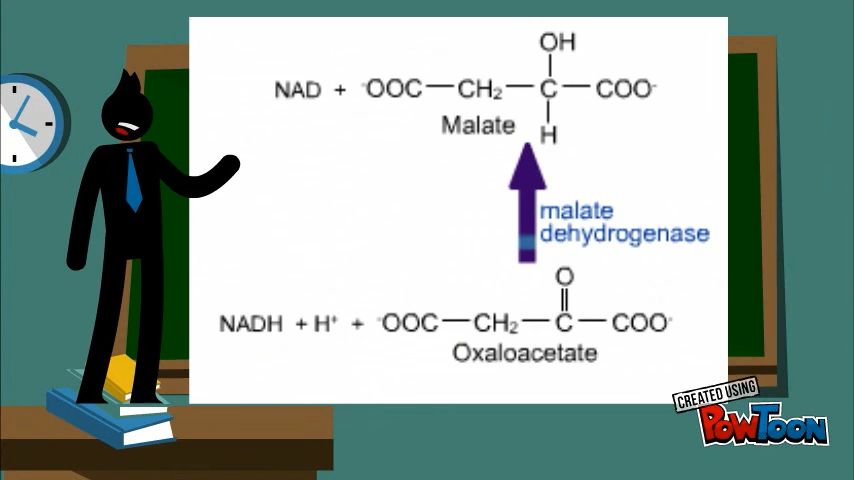 OH
NAD + ⁻OOC—CH₂—C—COO⁻
Malate
H
malate
dehydrogenase
O
NADH + H⁺ + ⁻OOC—CH₂—C—COO⁻
Oxaloacetate
CREATED USING
POWTOON